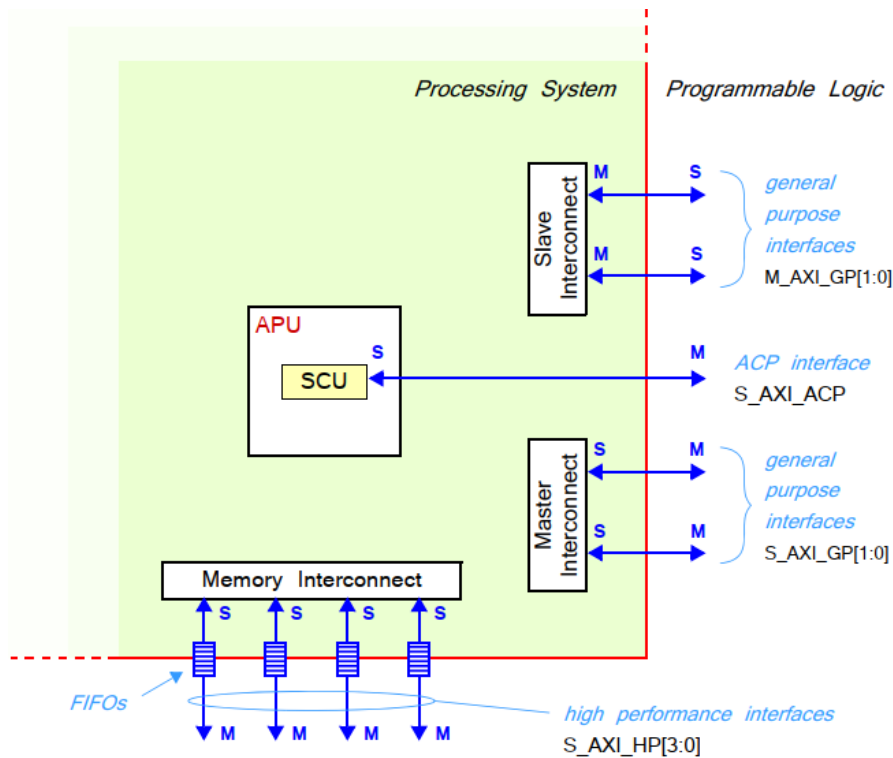 Processing System
Programmable Logic
M
S
general
purpose
interfaces
M_AXI_GP[1:0]
M
S
Slave
Interconnect
APU
SCU
S
M
ACP interface
S_AXI_ACP
S
M
general
purpose
interfaces
S_AXI_GP[1:0]
S
M
Master
Interconnect
Memory Interconnect
S
S
S
S
FIFOs
M
M
M
M
high performance interfaces
S_AXI_HP[3:0]